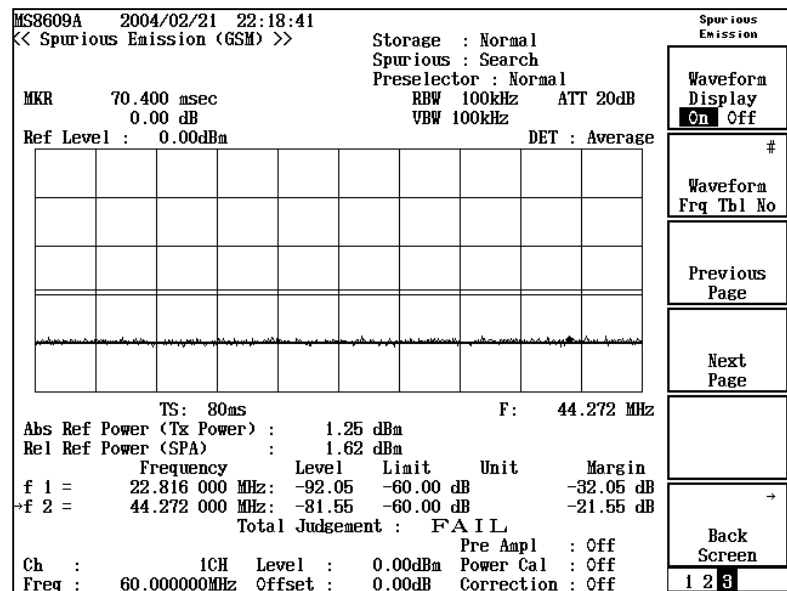 MS8609A 2004/02/21 22:18:41
<< Spurious Emission (GSM) >>
Storage : Normal
Spurious : Search
Preselector : Normal
MKR 70.400 msec RBW 100kHz ATT 20dB
0.00 dB VBW 100kHz
Ref Level : 0.00dBm DET : Average
TS: 80ms F: 44.272 MHz
Abs Ref Power (Tx Power) : 1.25 dBm
Rel Ref Power (SPA) : 1.62 dBm
Frequency Level Limit Unit Margin
f 1 = 22.816 000 MHz: -92.05 -60.00 dB -32.05 dB
→f 2 = 44.272 000 MHz: -81.55 -60.00 dB -21.55 dB
Total Judgement : FAIL
Pre Ampl : Off
Ch : 1CH Level : 0.00dBm Power Cal : Off
Freq : 60.000000MHz Offset : 0.00dB Correction : Off
Spurious
Emission
Waveform
Display
On Off
#
Waveform
Frq Tbl No
Previous
Page
Next
Page
→
Back
Screen
1 2 3